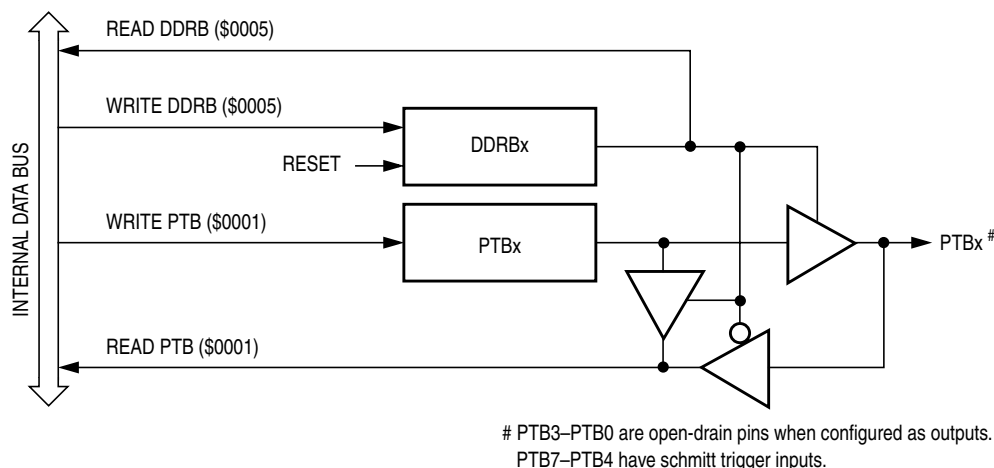 READ DDRB ($0005)
WRITE DDRB ($0005)
DDRBx
RESET
INTERNAL DATA BUS
WRITE PTB ($0001)
PTBx
PTBx #
READ PTB ($0001)
# PTB3–PTB0 are open-drain pins when configured as outputs.
PTB7–PTB4 have schmitt trigger inputs.